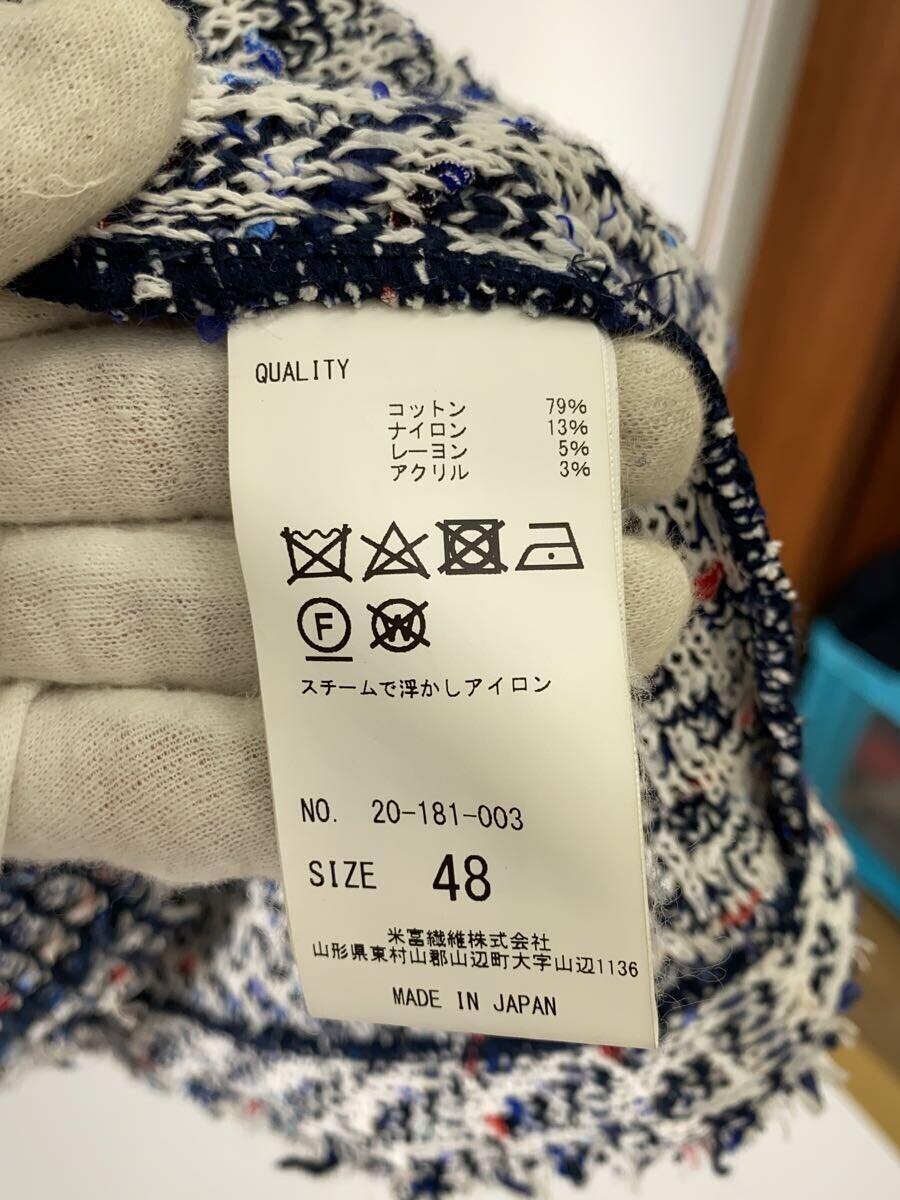 QUALITY
コットン 79%
ナイロン 13%
レーヨン 5%
アクリル 3%
F
W
スチームで浮かしアイロン
NO. 20-181-003
SIZE 48
米富繊維株式会社
山形県東村山郡山辺町大字山辺1136
MADE IN JAPAN